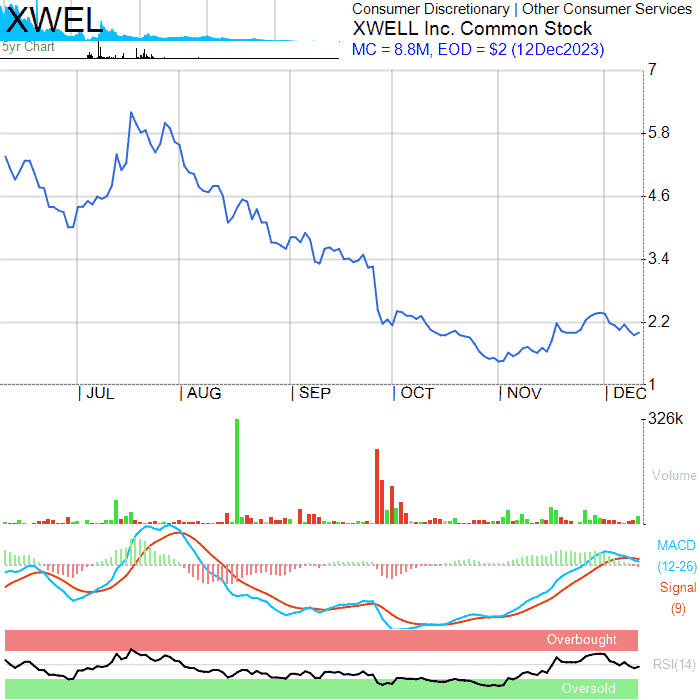 XWEL
5yr Chart
Consumer Discretionary | Other Consumer Services
XWELL Inc. Common Stock
MC = 8.8M, EOD = $2 (12Dec2023)
7
5.8
4.6
3.4
2.2
1
| JUL | AUG | SEP | OCT | NOV | DEC
326k
Volume
MACD
(12-26)
Signal
(9)
Overbought
RSI(14)
Oversold